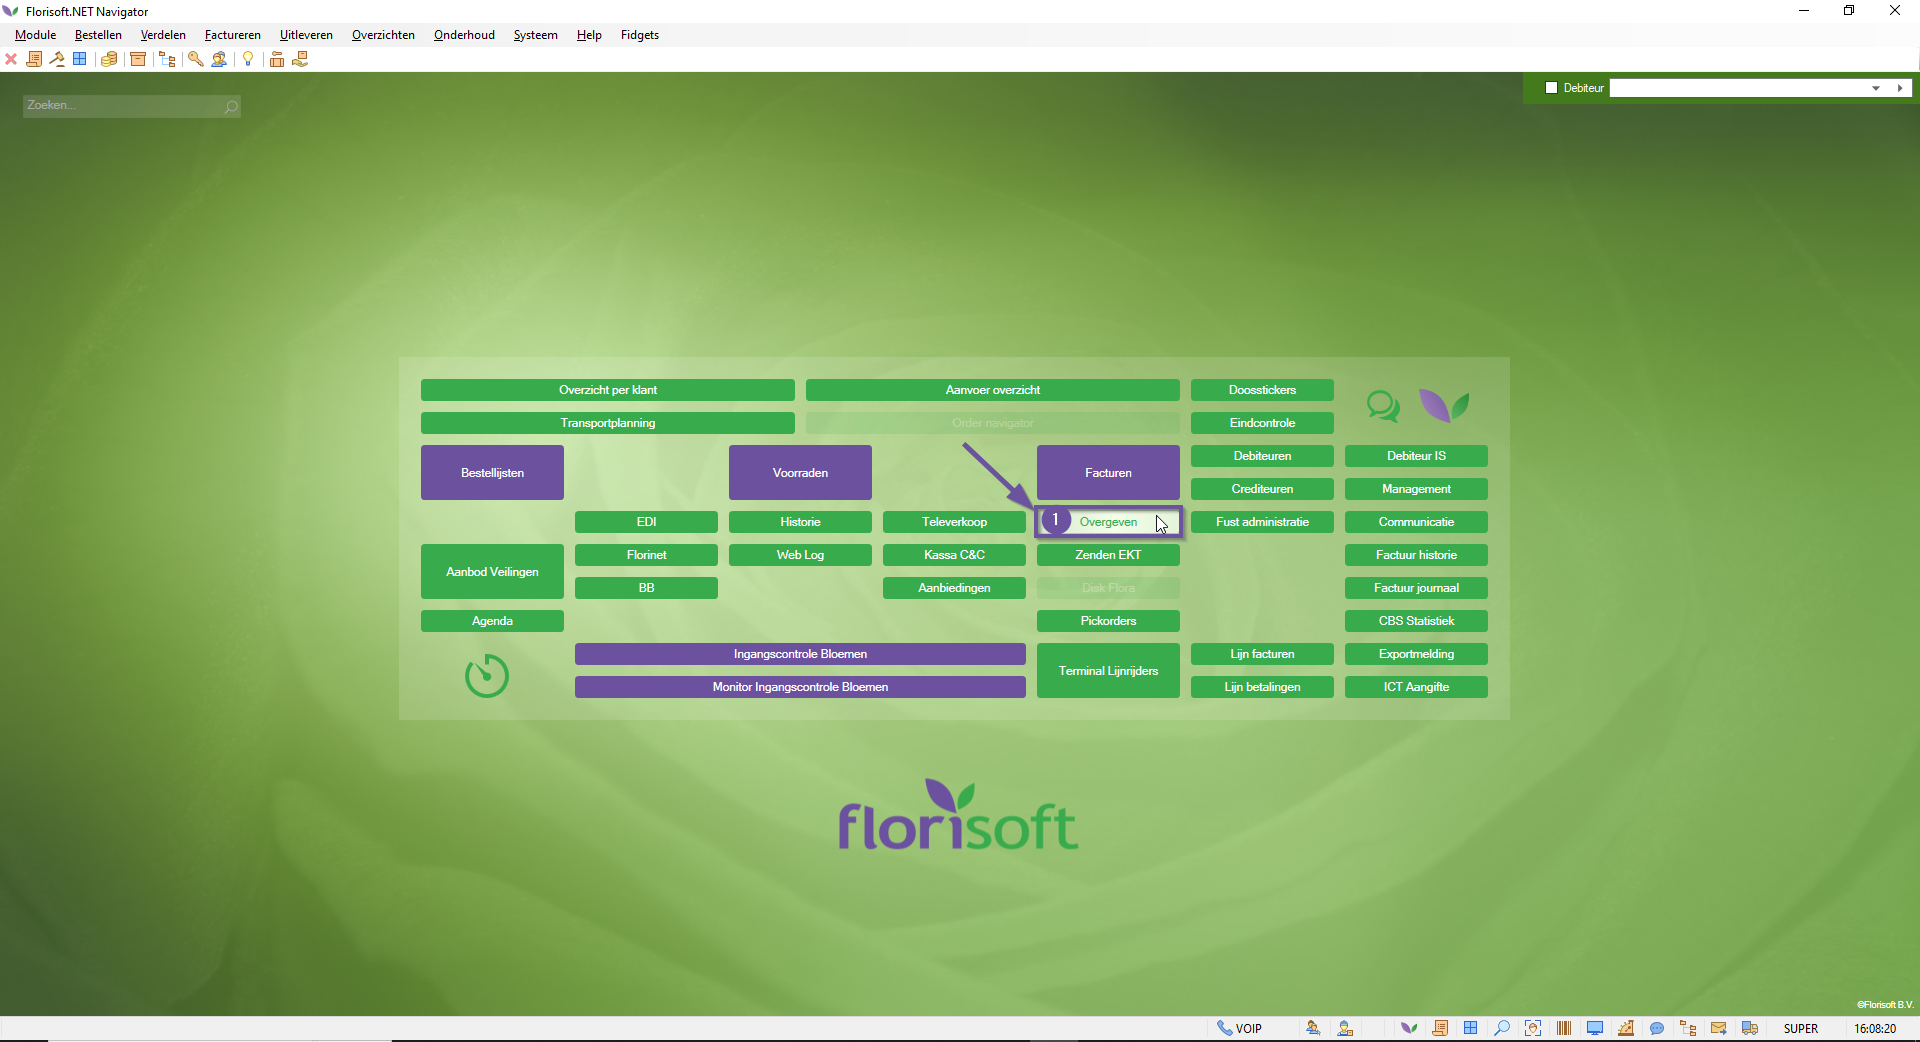 Florisoft.NET Navigator
Module Bestellen Verdelen Factureren Uitleveren Overzichten Onderhoud Systeem Help Fidgets
Zoeken...
Debiteur
Overzicht per klant Aanvoer overzicht Doosstickers
Transportplanning Order navigator Eindcontrole
Bestellijsten Voorraden Facturen Debiteuren Debiteur IS
Crediteuren Management
EDI Historie Televerkoop 1 Overgeven Fust administratie Communicatie
Aanbod Veilingen Florinet Web Log Kassa C&C Zenden EKT Factuur historie
BB Aanbiedingen Disk Flora Factuur journaal
Agenda Pickorders CBS Statistiek
Ingangscontrole Bloemen Terminal Lijnrijders Lijn facturen Exportmelding
Monitor Ingangscontrole Bloemen Lijn betalingen ICT Aangifte
florisoft
©Florisoft B.V.
VOIP SUPER 16:08:20